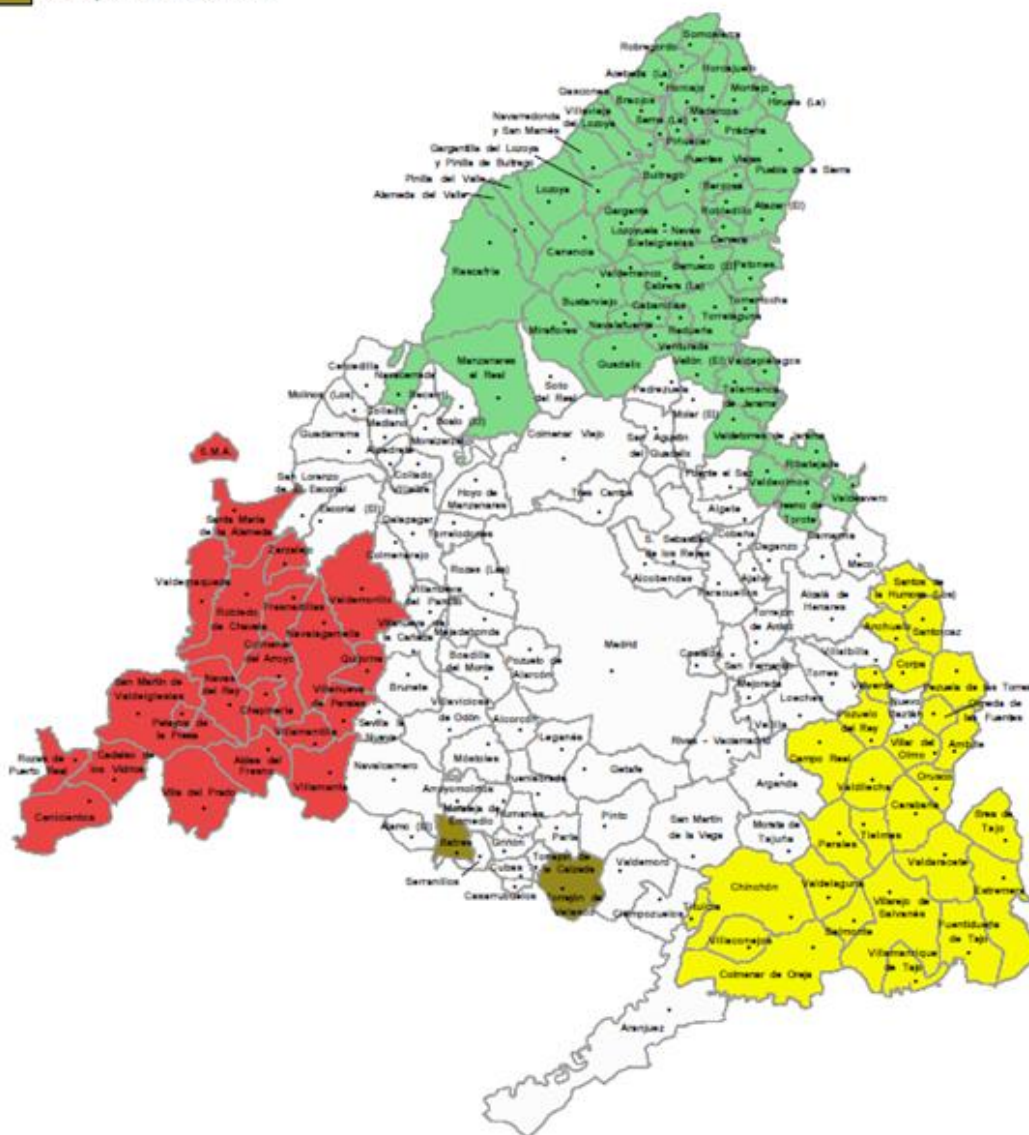 Somosierra
Robregordo
Acebeda (La)
Horcajuelo
Gascones
Horcajo
Montejo
Braojos
Hiruela (La)
Navarredonda
y San Mamés
Villavieja
del Lozoya
Serna (La)
Madarcos
Prádena
Piñuécar
Gargantilla del Lozoya
y Pinilla de Buitrago
Puentes Viejas
Buitrago
Puebla de la Sierra
Pinilla del Valle
Alameda del Valle
Lozoya
Berzosa
Robledillo
Atazar (El)
Garganta
Lozoyuela - Navas
Sieteiglesias
Cervera
Canencia
Rascafría
Valdemanco
Berrueco (El)
Patones
Cabrera (La)
Bustarviejo
Cabanillas
Torremocha
Torrelaguna
Miraflores
Navalafuente
Redueña
Venturada
Guadalix
Vellón (El)
Valdepiélagos
Cercedilla
Navacerrada
Manzanares
el Real
Soto
del Real
Pedrezuela
Talamanca
de Jarama
Molinos (Los)
Becerril
Collado
Mediano
Boalo (El)
Molar (El)
Guadarrama
Moralzarzal
Colmenar Viejo
San Agustín
del Guadalix
Valdetorres de Jarama
Alpedrete
S.M.A.
San Lorenzo
de El Escorial
Collado
Villalba
Fuente el Saz
Ribatejada
Valdeolmos
Valdeavero
Fresno de
Torote
Santa María
de la Alameda
Escorial (El)
Hoyo de
Manzanares
Tres Cantos
Algete
Galapagar
Torrelodones
Zarzalejo
Colmenarejo
S. Sebastián
de los Reyes
Cobeña
Daganzo
Camarma
Meco
Valdemaqueda
Rozas (Las)
Alcobendas
Ajalvir
Paracuellos
Robledo
de Chavela
Fresnedillas
Valdemorillo
Villanueva
del Pardillo
Alcalá de
Henares
Santos de
la Humosa (Los)
Navalagamella
Villanueva de
la Cañada
Majadahonda
Torrejón
de Ardoz
Anchuelo
Santorcaz
Colmenar
del Arroyo
Boadilla
del Monte
Pozuelo de
Alarcón
Madrid
Coslada
San Fernando
Villalbilla
Corpa
Quijorna
San Martín de
Valdeiglesias
Navas
del Rey
Brunete
Mejorada
Torres
Valverde
Pezuela de las Torres
Chapinería
Villanueva
de Perales
Villaviciosa
de Odón
Loeches
Nuevo
Baztán
Olmeda de
las Fuentes
Pelayos de
la Presa
Sevilla la
Nueva
Alcorcón
Leganés
Velilla
Pozuelo
del Rey
Villamantilla
Rivas - Vaciamadrid
Villar del
Olmo
Ambite
Rozas de
Puerto Real
Cadalso de
los Vidrios
Aldea del
Fresno
Móstoles
Getafe
Campo Real
Navalcarnero
Fuenlabrada
Arganda
Orusco
Villa del Prado
Villamanta
Arroyomolinos
Valdilecha
Carabaña
Cenicientos
Moraleja de
Enmedio
Humanes
Pinto
San Martín
de la Vega
Morata de
Tajuña
Brea de
Tajo
Álamo (El)
Parla
Perales
Tielmes
Batres
Griñón
Torrejón de
la Calzada
Valdemoro
Valdaracete
Cubas
Serranillos
Casarrubuelos
Torrejón de
Velasco
Chinchón
Valdelaguna
Villarejo de
Salvanés
Estremera
Ciempozuelos
Titulcia
Belmonte
Fuentidueña
de Tajo
Villaconejos
Villamanrique
de Tajo
Colmenar de Oreja
Aranjuez